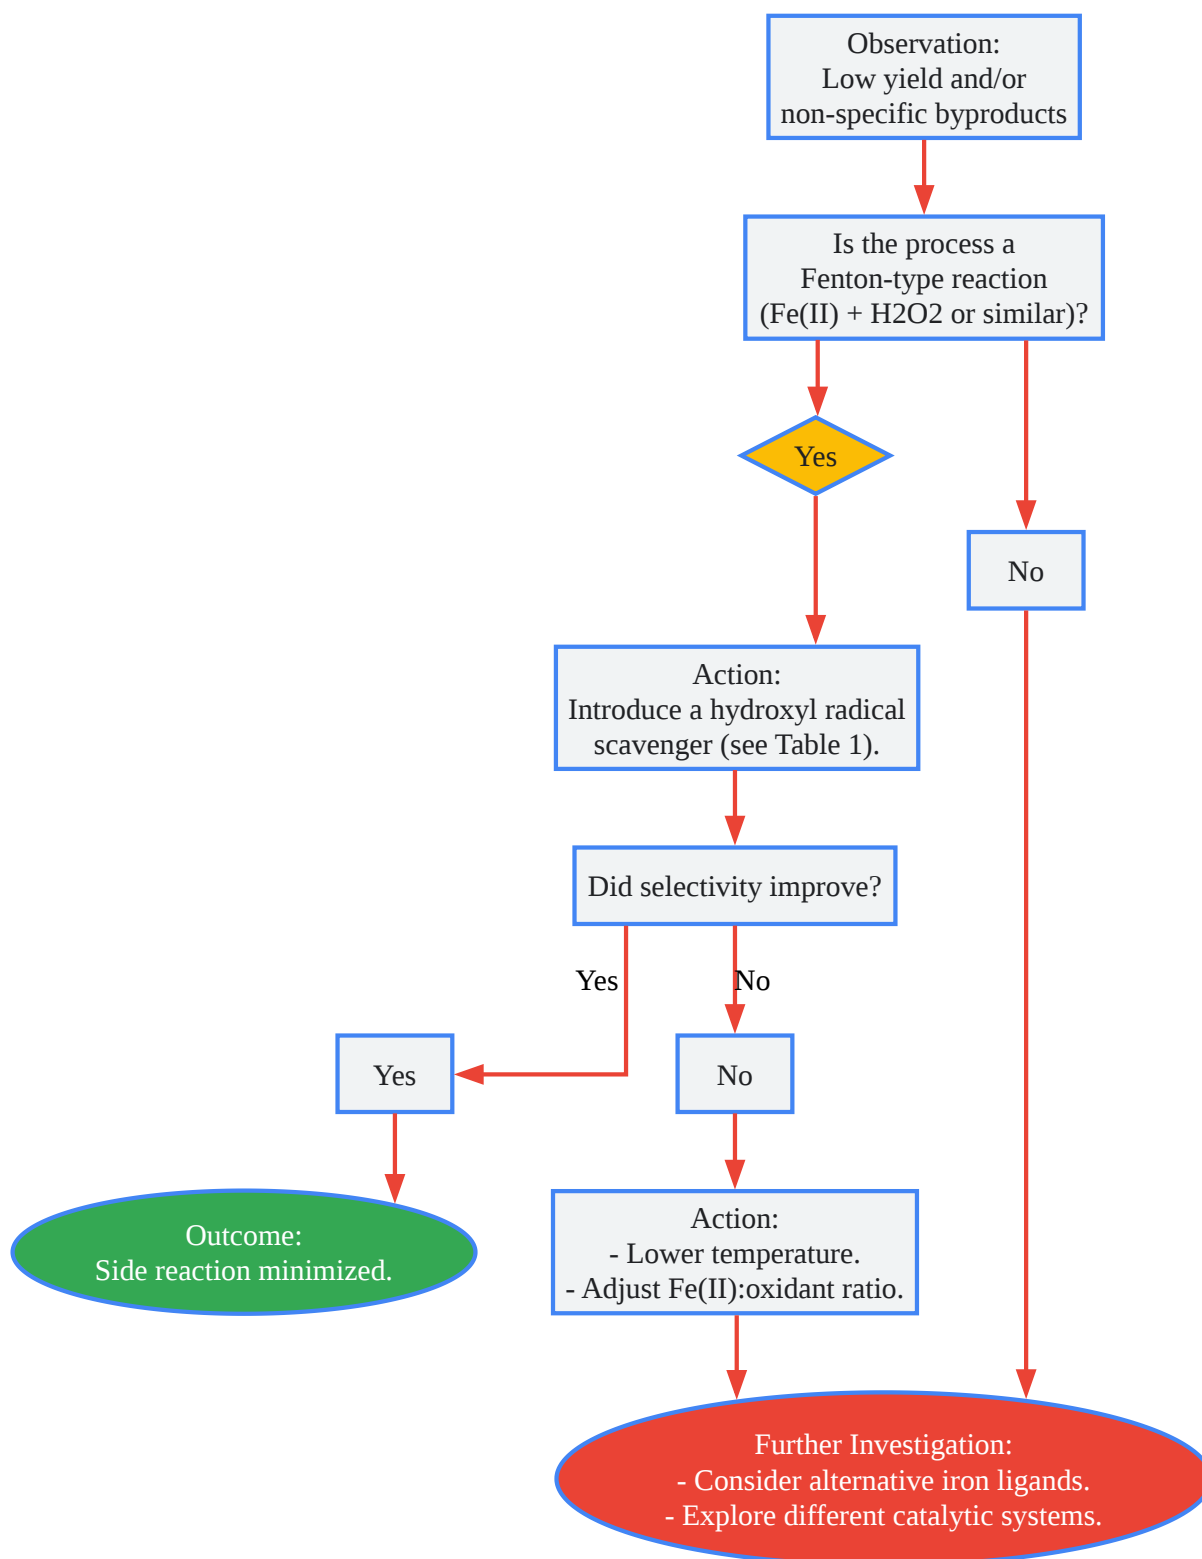 Observation:
Low yield and/or
non-specific byproducts
Is the process a
Fenton-type reaction
(Fe(II) + H2O2 or similar)?
Yes
No
Action:
Introduce a hydroxyl radical
scavenger (see Table 1).
Did selectivity improve?
Yes
No
Yes
No
Action:
- Lower temperature.
- Adjust Fe(II):oxidant ratio.
Outcome:
Side reaction minimized.
Further Investigation:
- Consider alternative iron ligands.
- Explore different catalytic systems.